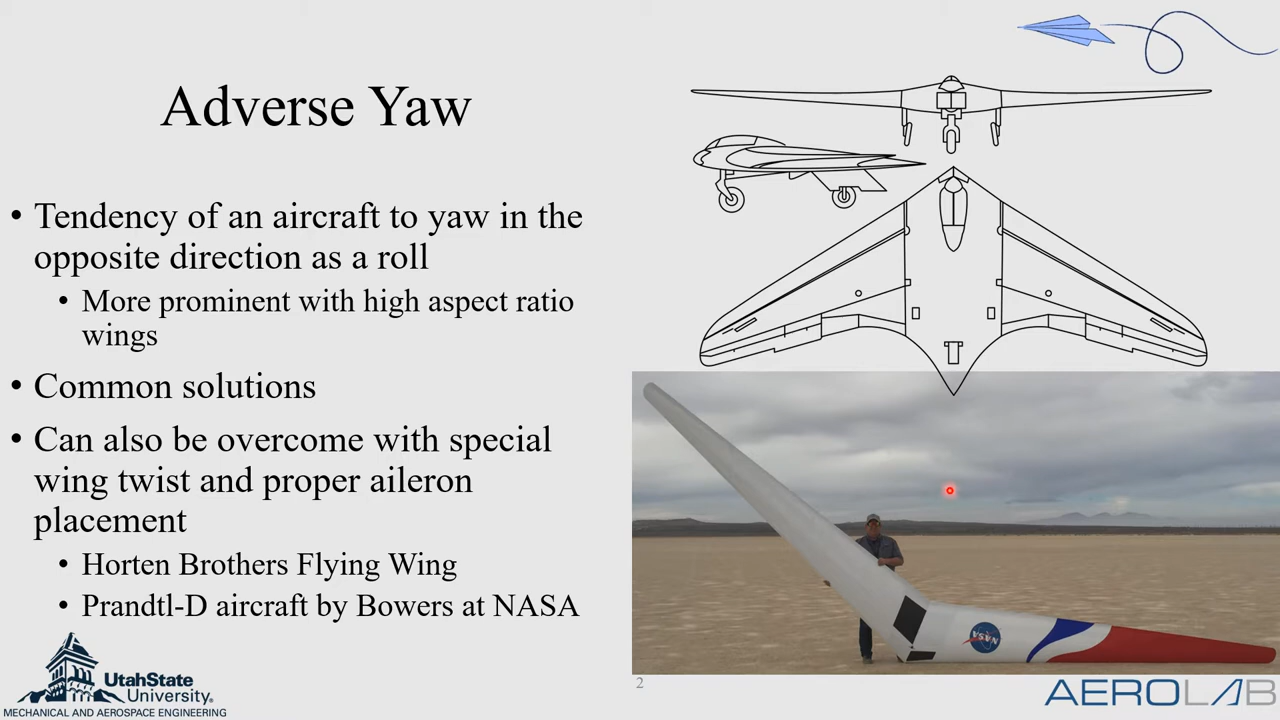 Adverse Yaw
• Tendency of an aircraft to yaw in the
opposite direction as a roll
• More prominent with high aspect ratio
wings
• Common solutions
• Can also be overcome with special
wing twist and proper aileron
placement
• Horten Brothers Flying Wing
• Prandtl-D aircraft by Bowers at NASA
NASA
UtahState
University®
MECHANICAL AND AEROSPACE ENGINEERING
2
AEROLAB